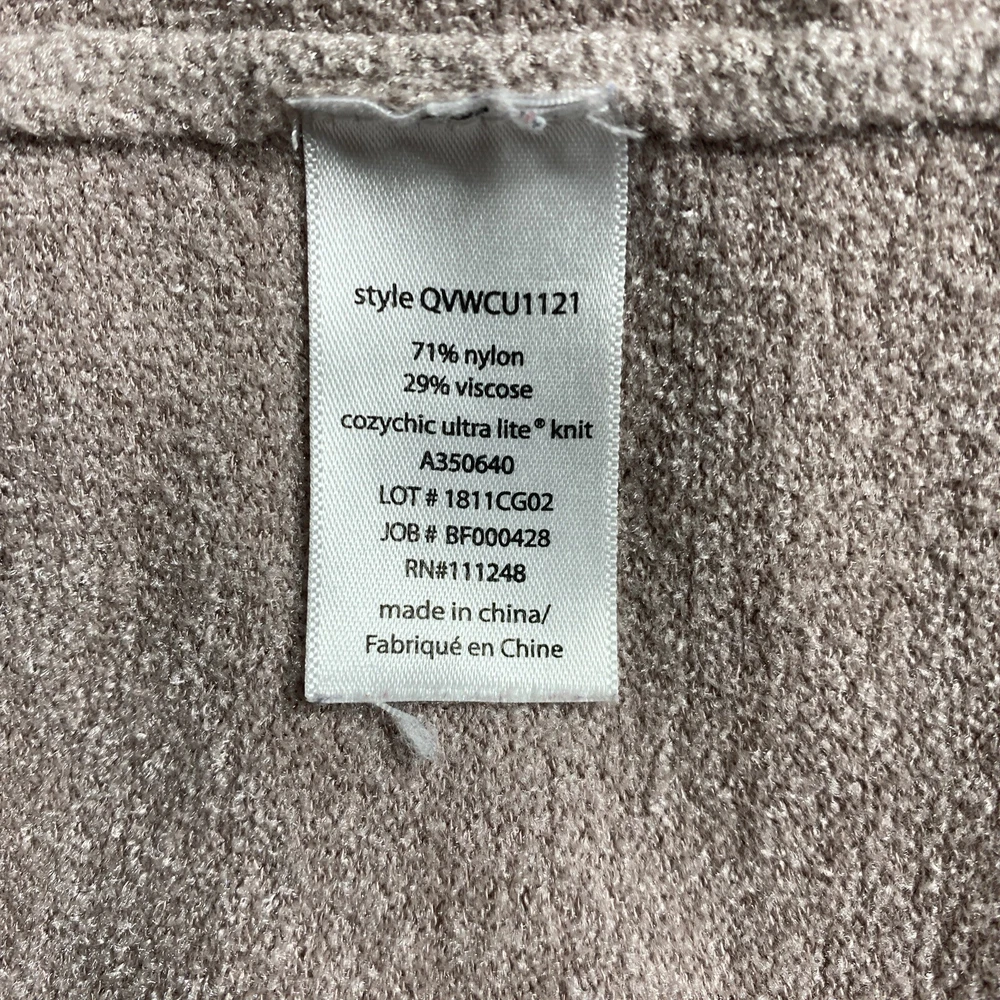 style QVWCU1121
71% nylon
29% viscose
cozychic ultra lite® knit
A350640
LOT # 1811CG02
JOB # BF000428
RN#111248
made in china/
Fabriqué en Chine